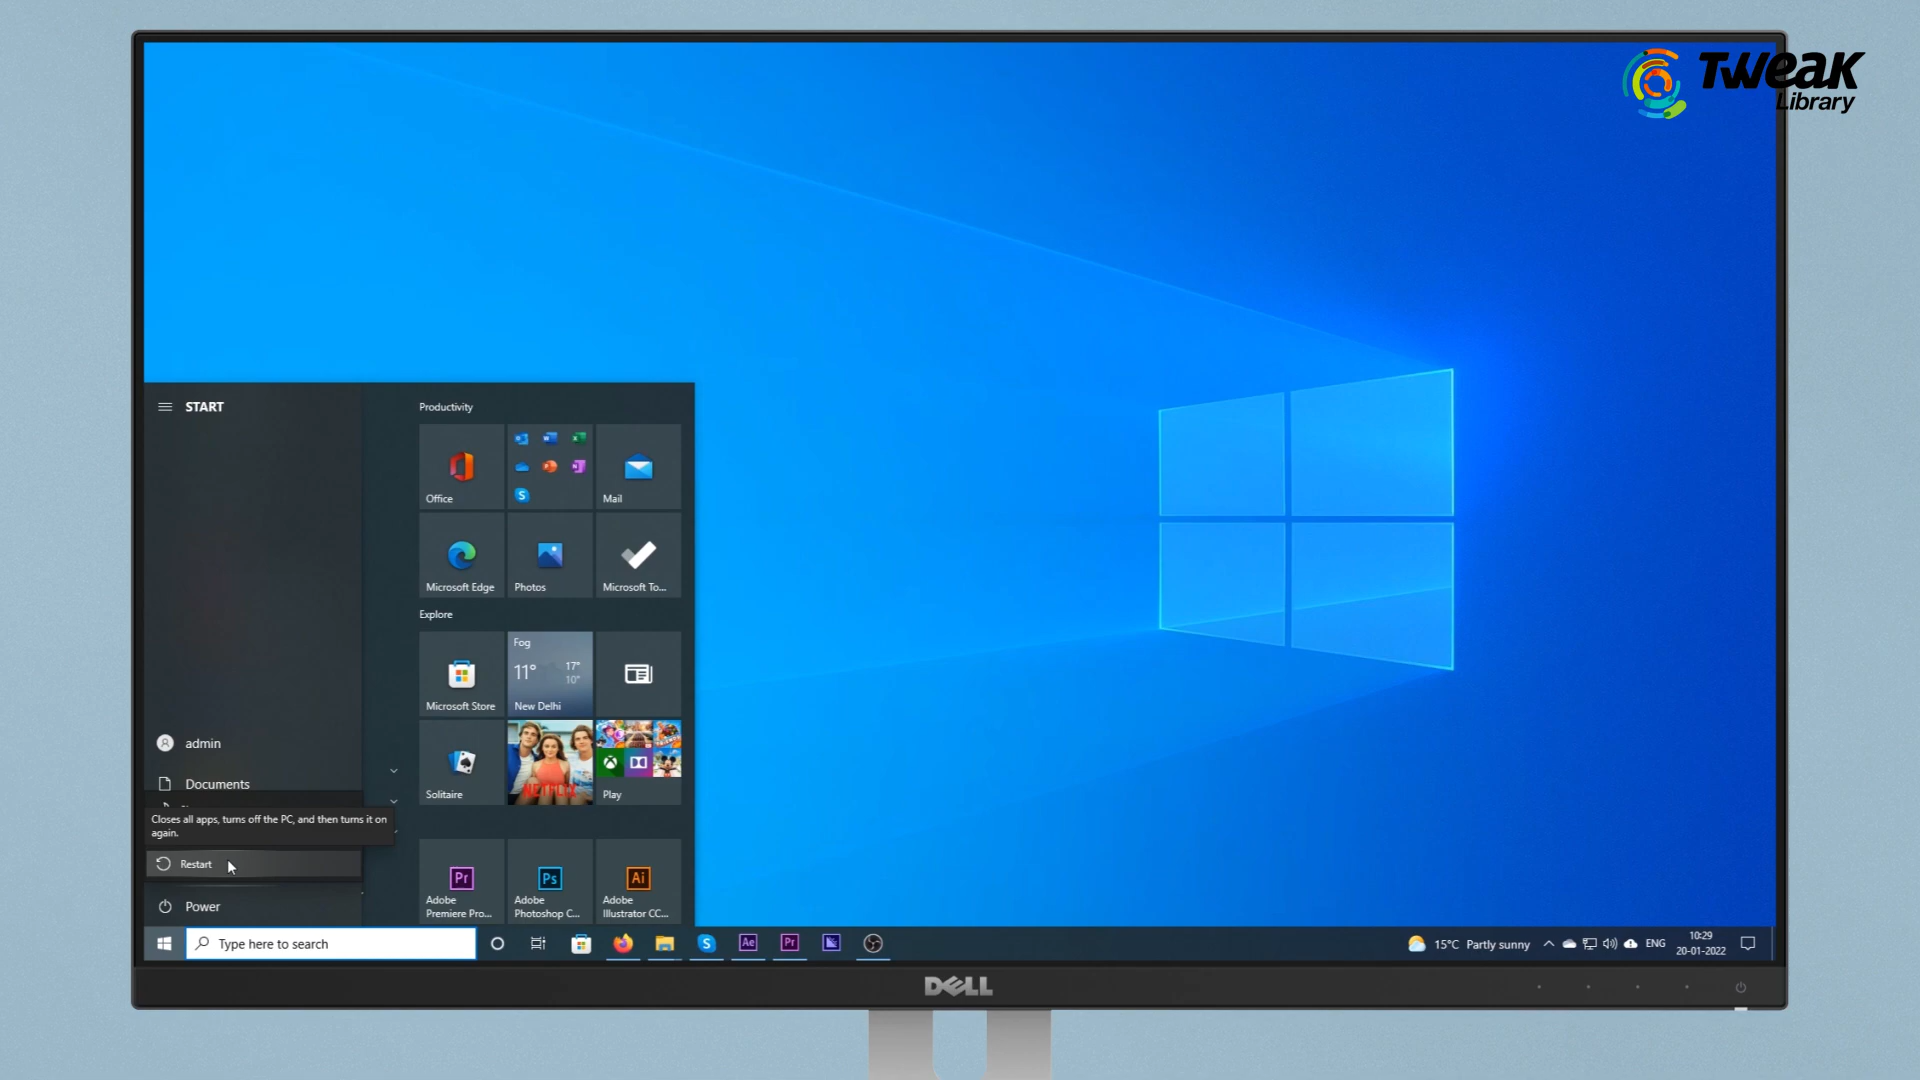 TWEAK
Library
START
Productivity
Office
Mail
Microsoft Edge
Photos
Microsoft To...
Explore
Microsoft Store
Fog
11°
17°
10°
New Delhi
Solitaire
NETFLIX
Play
admin
Documents
Closes all apps, turns off the PC, and then turns it on
again.
Restart
Power
Pr
Adobe
Premiere Pro...
Ps
Adobe
Photoshop C...
Ai
Adobe
Illustrator CC...
Type here to search
S
Ae
Pr
15°C Partly sunny
ENG
10:29
20-01-2022
DELL